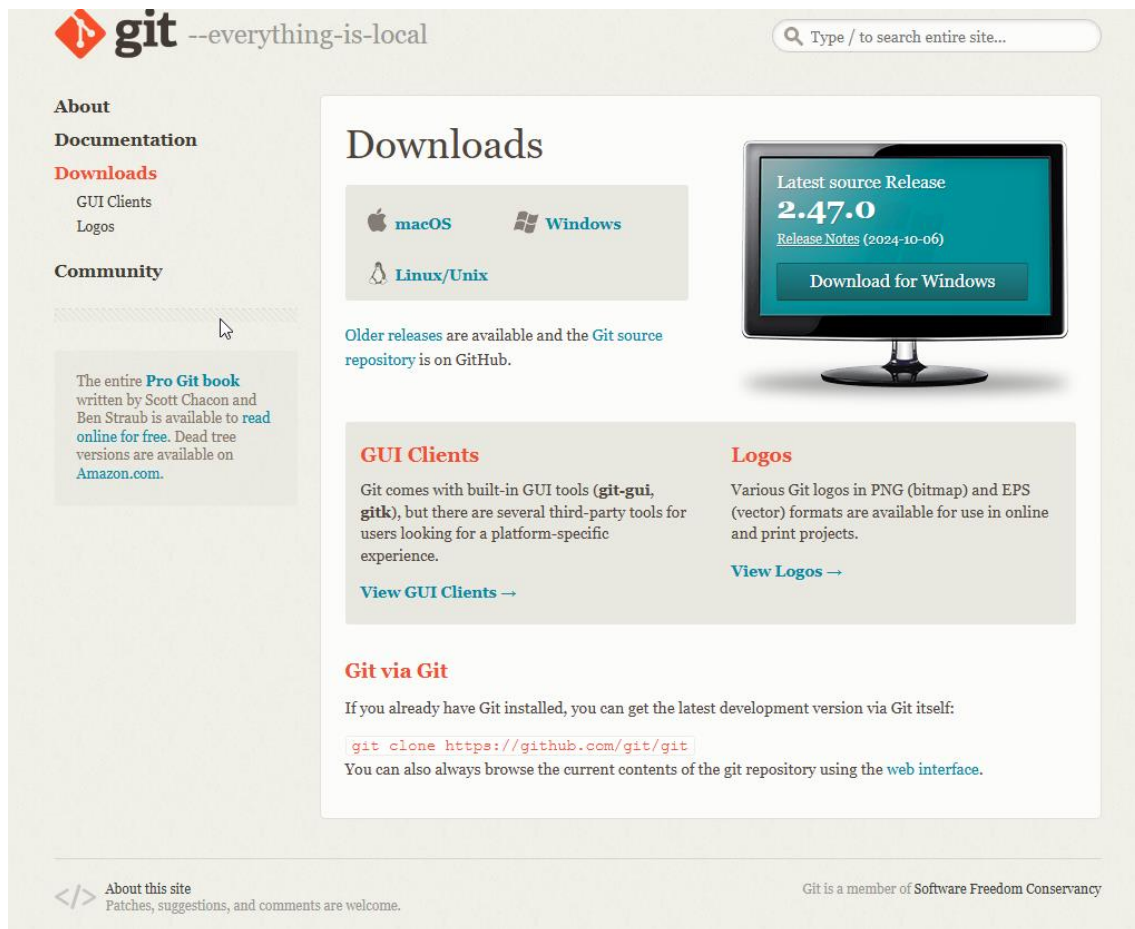 git --everything-is-local
Type / to search entire site...
About
Documentation
Downloads
GUI Clients
Logos
Community
The entire Pro Git book
written by Scott Chacon and
Ben Straub is available to read
online for free. Dead tree
versions are available on
Amazon.com.
Downloads
macOS
Windows
Linux/Unix
Older releases are available and the Git source
repository is on GitHub.
Latest source Release
2.47.0
Release Notes (2024-10-06)
Download for Windows
GUI Clients
Git comes with built-in GUI tools (git-gui,
gitk), but there are several third-party tools for
users looking for a platform-specific
experience.
View GUI Clients →
Logos
Various Git logos in PNG (bitmap) and EPS
(vector) formats are available for use in online
and print projects.
View Logos →
Git via Git
If you already have Git installed, you can get the latest development version via Git itself:
git clone https://github.com/git/git
You can also always browse the current contents of the git repository using the web interface.
</> About this site
Patches, suggestions, and comments are welcome.
Git is a member of Software Freedom Conservancy